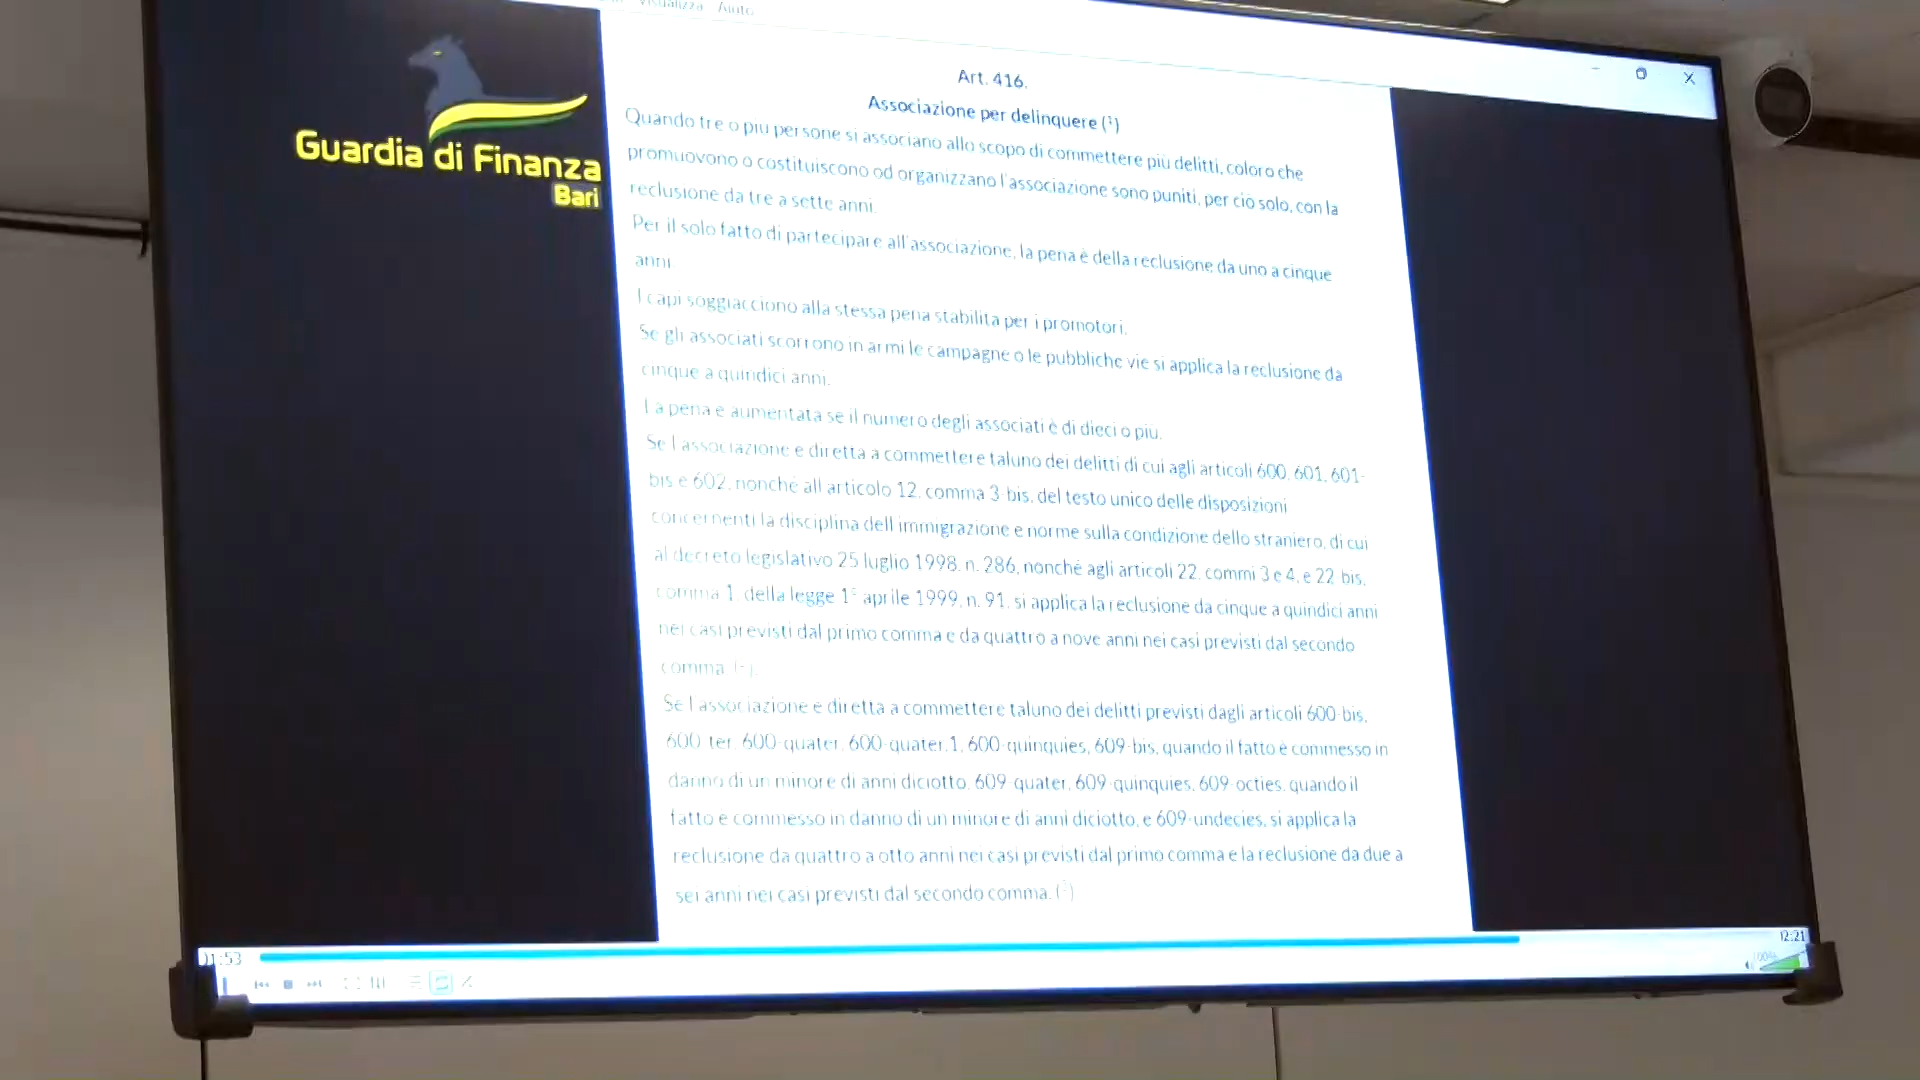 Visualizza Aiuto
Guardia di Finanza
Bari
Art. 416.
Associazione per delinquere (1)
Quando tre o più persone si associano allo scopo di commettere più delitti, coloro che
promuovono o costituiscono od organizzano l'associazione sono puniti, per ciò solo, con la
reclusione da tre a sette anni.
Per il solo fatto di partecipare all'associazione, la pena è della reclusione da uno a cinque
anni.
I capi soggiacciono alla stessa pena stabilita per i promotori.
Se gli associati scorrono in armi le campagne o le pubbliche vie si applica la reclusione da
cinque a quindici anni.
La pena è aumentata se il numero degli associati è di dieci o più.
Se l'associazione è diretta a commettere taluno dei delitti di cui agli articoli 600, 601, 601-
bis e 602, nonché all'articolo 12, comma 3-bis, del testo unico delle disposizioni
concernenti la disciplina dell'immigrazione e norme sulla condizione dello straniero, di cui
al decreto legislativo 25 luglio 1998, n. 286, nonché agli articoli 22, commi 3 e 4, e 22-bis,
comma 1, della legge 1° aprile 1999, n. 91, si applica la reclusione da cinque a quindici anni
nei casi previsti dal primo comma e da quattro a nove anni nei casi previsti dal secondo
comma.
Se l'associazione è diretta a commettere taluno dei delitti previsti dagli articoli 600-bis,
600-ter, 600-quater, 600-quater.1, 600-quinquies, 609-bis, quando il fatto è commesso in
danno di un minore di anni diciotto, 609-quater, 609-quinquies, 609-octies, quando il
fatto è commesso in danno di un minore di anni diciotto, e 609-undecies, si applica la
reclusione da quattro a otto anni nei casi previsti dal primo comma e la reclusione da due a
sei anni nei casi previsti dal secondo comma.
01:53
02:21
100%